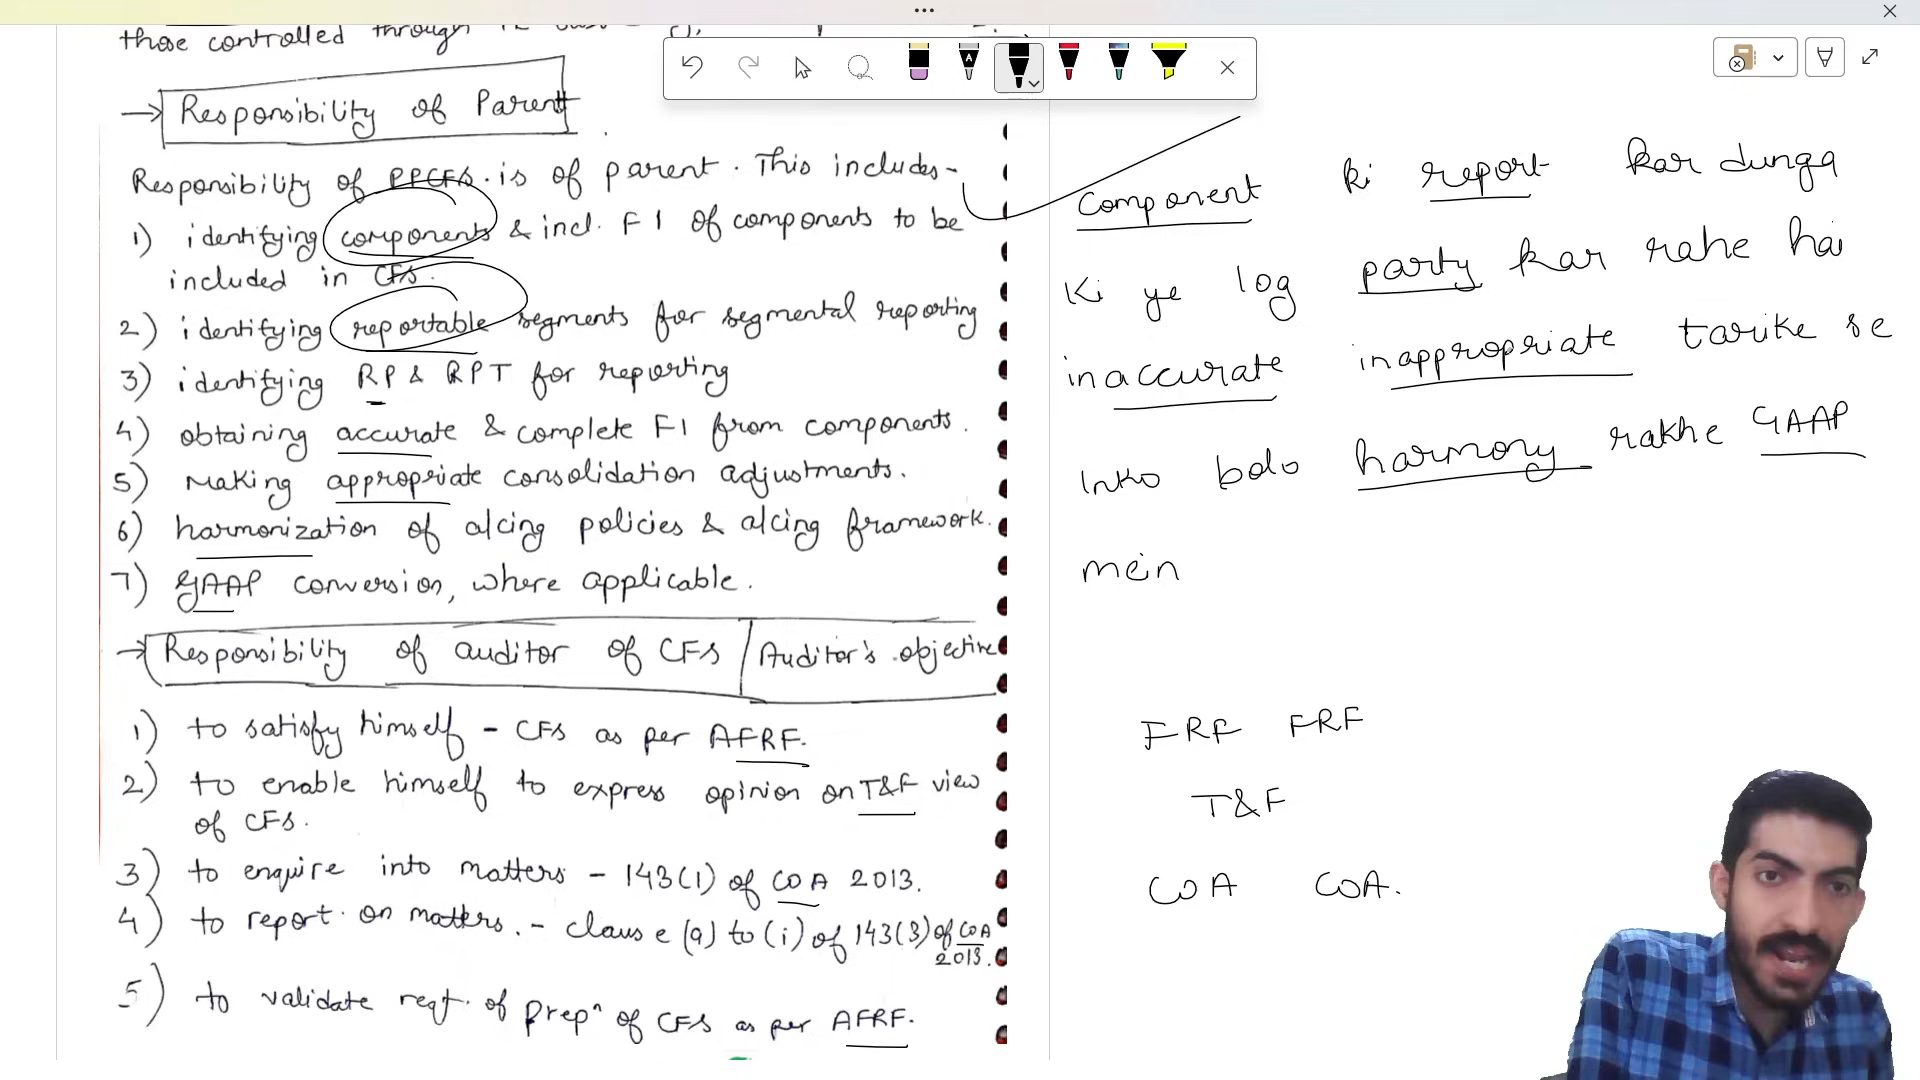 those controlled through
→ Responsibility of Parent
Responsibility of PPCFS. is of parent. This includes-
1) identifying components & incl. FI of components to be
included in CFS.
2) identifying reportable segments for segmental reporting
3) identifying RP & RPT for reporting
4) obtaining accurate & complete FI from components.
5) Making appropriate consolidation adjustments.
6) harmonization of a/cing policies & a/cing framework.
7) GAAP conversion, where applicable.
→ Responsibility of auditor of CFS / Auditor's objective
1) to satisfy himself - CFS as per AFRF.
2) to enable himself to express opinion on T&F view
of CFS.
3) to enquire into matters - 143(1) of COA 2013.
4) to report on matters. - clause (a) to (i) of 143(3) of COA
2013.
5) to validate reqt. of prepⁿ of CFS as per AFRF.
Component ki report kar dunga
Ki ye log party kar rahe hai
inaccurate inappropriate tarike se
Inko bolo harmony rakhe GAAP
mein
FRF FRF
T&F
COA COA.